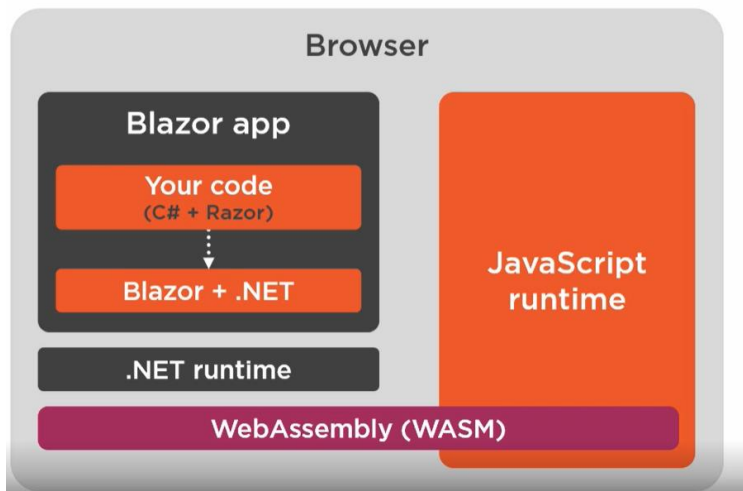 Browser
Blazor app
Your code
(C# + Razor)
Blazor + .NET
.NET runtime
JavaScript
runtime
WebAssembly (WASM)